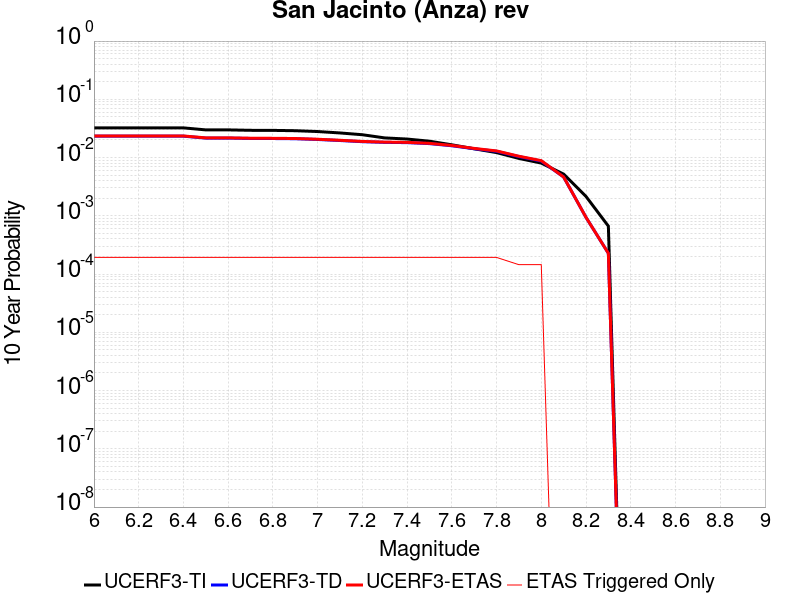 San Jacinto (Anza) rev
10^0
10^-1
10^-2
10^-3
10^-4
10^-5
10^-6
10^-7
10^-8
10 Year Probability
6 6.2 6.4 6.6 6.8 7 7.2 7.4 7.6 7.8 8 8.2 8.4 8.6 8.8 9
Magnitude
UCERF3-TI UCERF3-TD UCERF3-ETAS ETAS Triggered Only